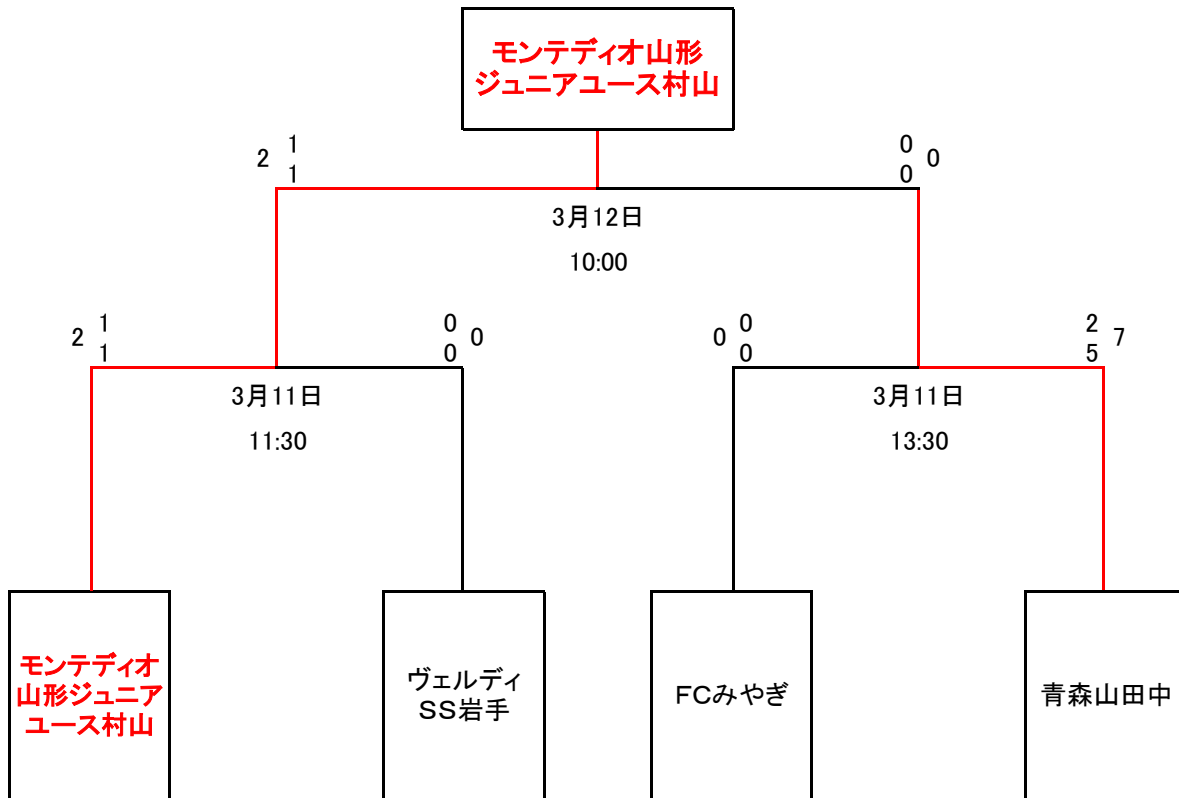 モンテディオ山形
ジュニアユース村山
2 1 1
0 0 0
3月12日
10:00
2 1 1
0 0 0
0 0 0
2 5 7
3月11日
11:30
3月11日
13:30
モンテディオ
山形ジュニア
ユース村山
ヴェルディ
SS岩手
FCみやぎ
青森山田中